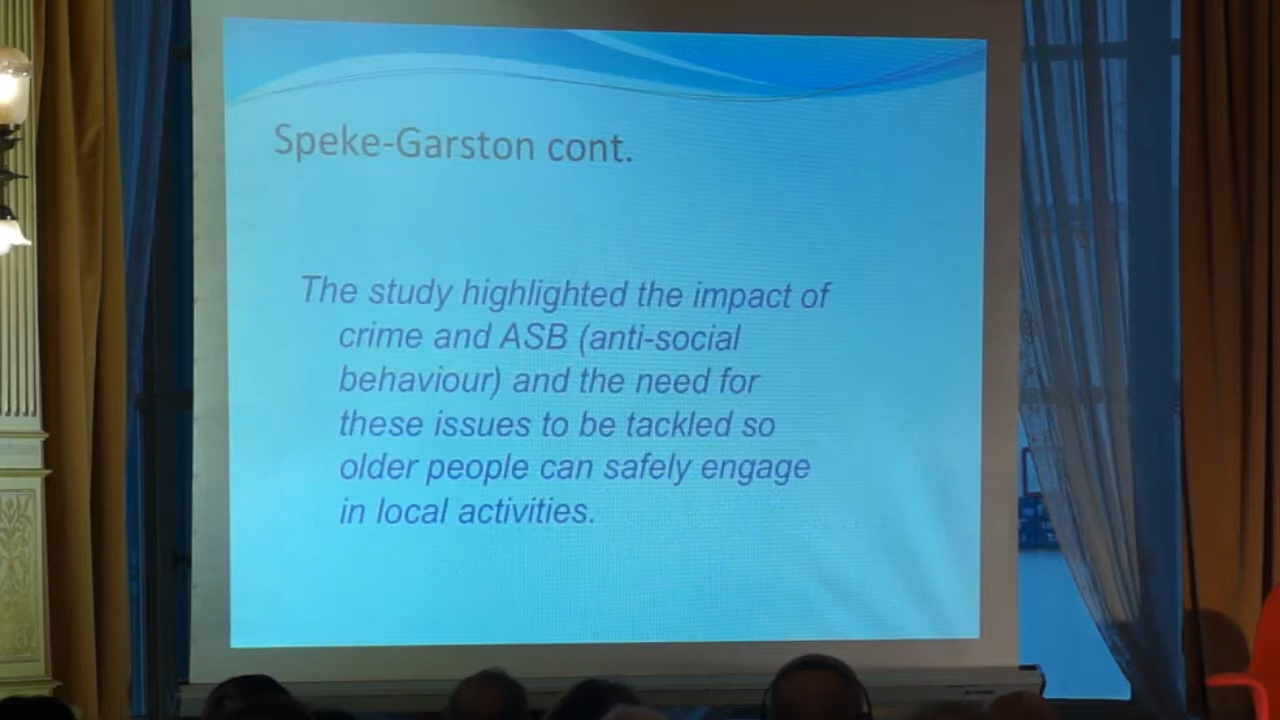 Speke-Garston cont.
The study highlighted the impact of
crime and ASB (anti-social
behaviour) and the need for
these issues to be tackled so
older people can safely engage
in local activities.